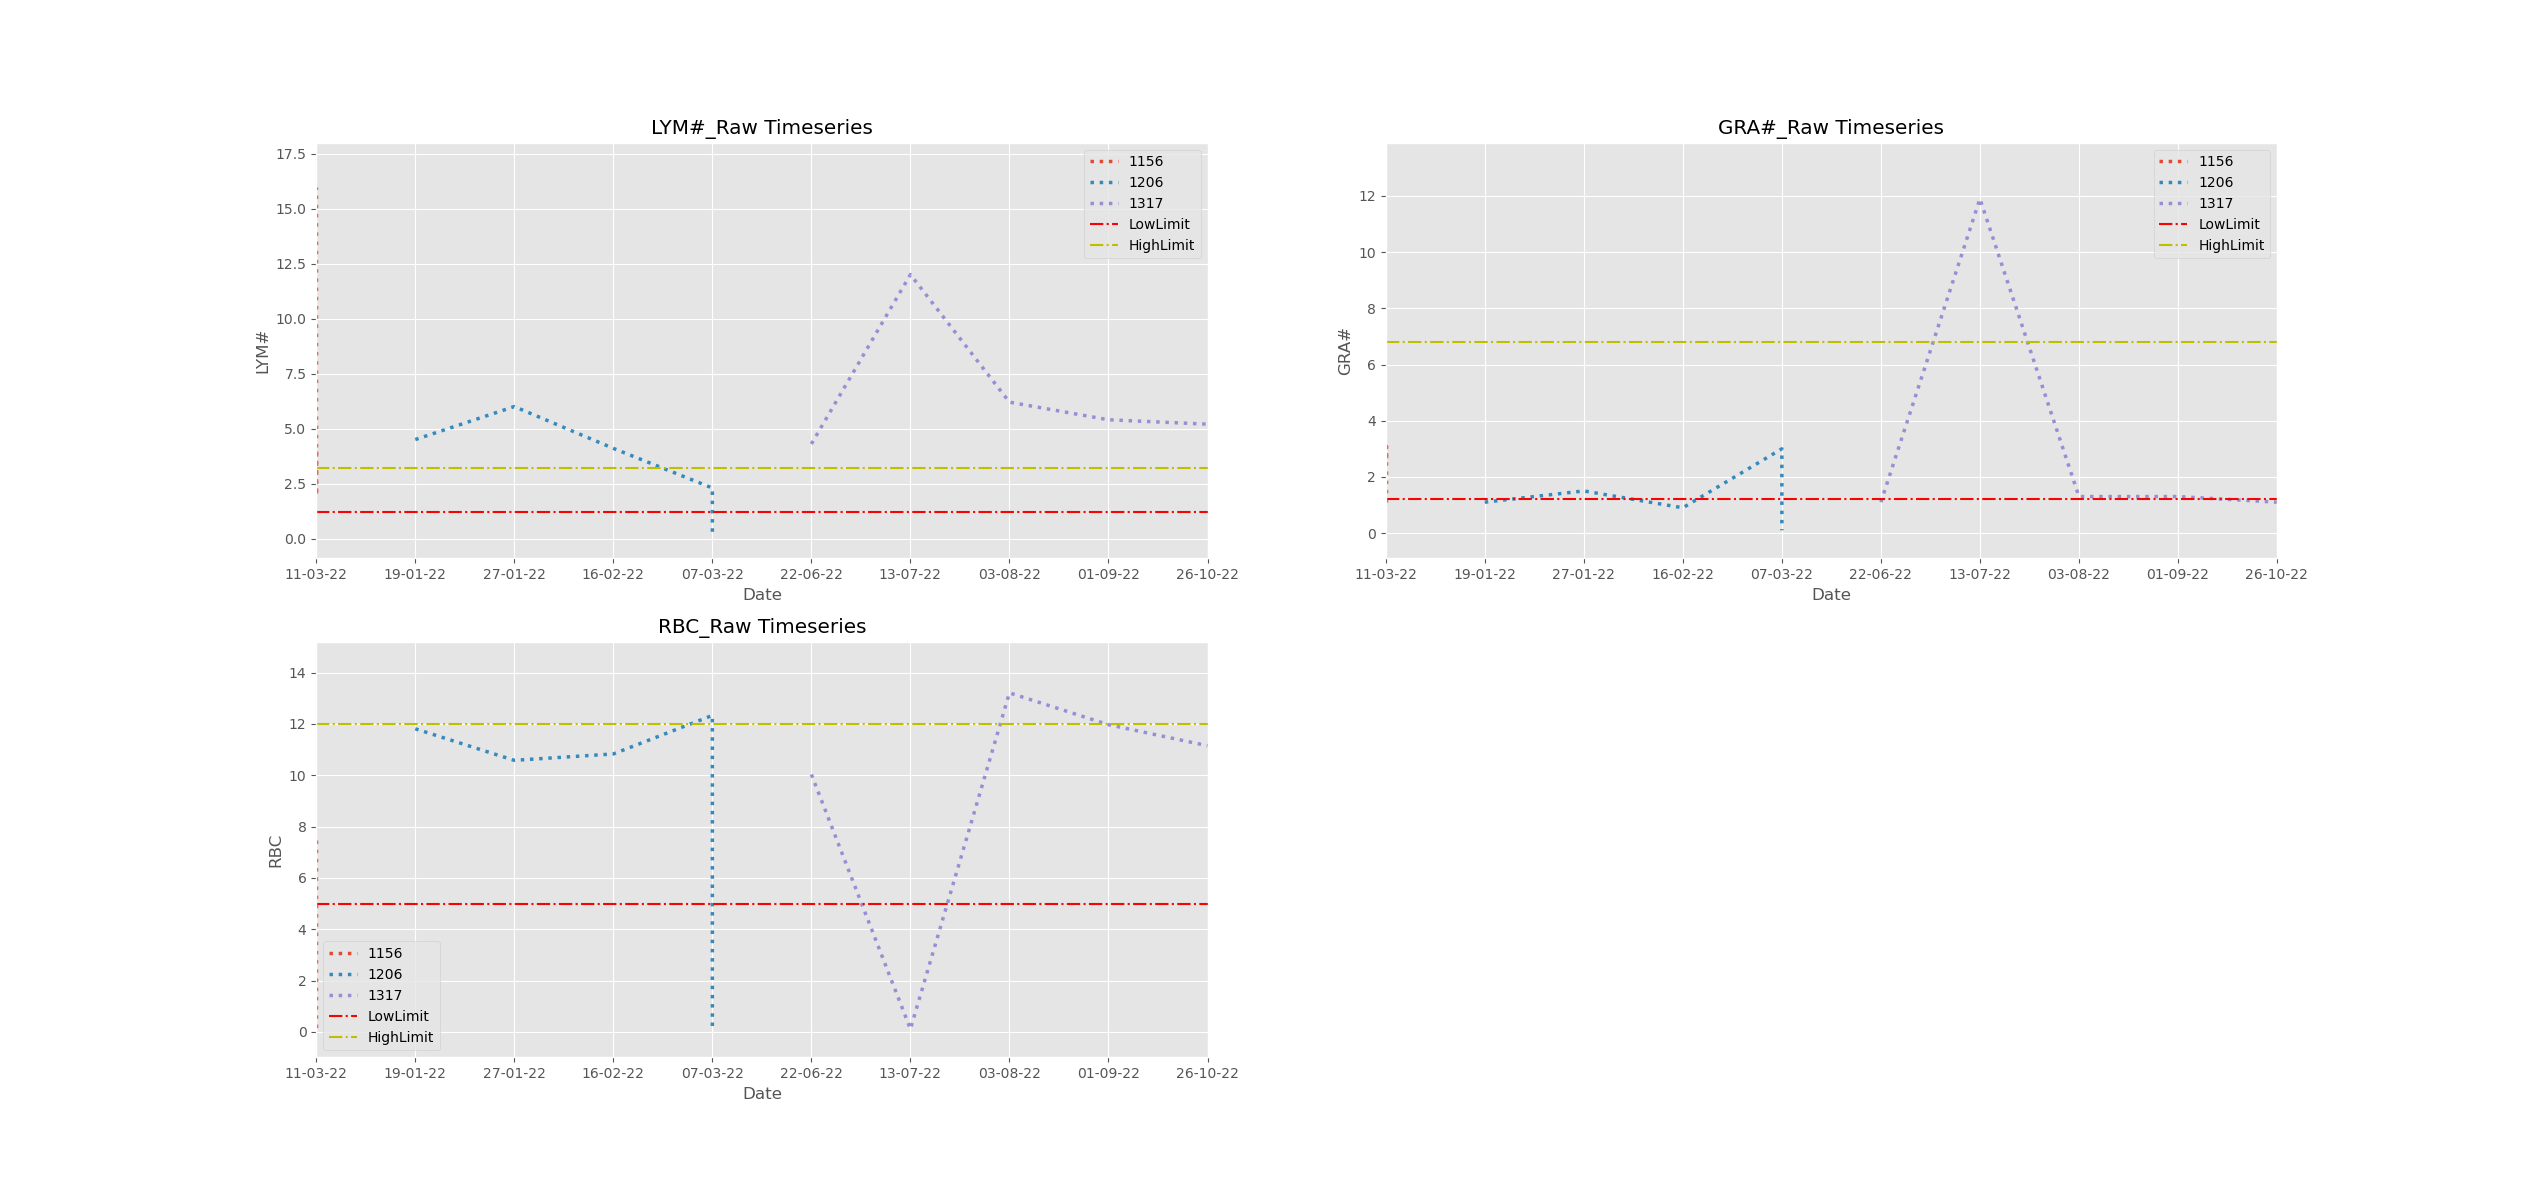 LYM#_Raw Timeseries
17.5
15.0
12.5
10.0
7.5
5.0
2.5
0.0
LYM#
1156
1206
1317
LowLimit
HighLimit
11-03-22 19-01-22 27-01-22 16-02-22 07-03-22 22-06-22 13-07-22 03-08-22 01-09-22 26-10-22
Date
GRA#_Raw Timeseries
12
10
8
6
4
2
0
GRA#
1156
1206
1317
LowLimit
HighLimit
11-03-22 19-01-22 27-01-22 16-02-22 07-03-22 22-06-22 13-07-22 03-08-22 01-09-22 26-10-22
Date
RBC_Raw Timeseries
14
12
10
8
6
4
2
0
RBC
1156
1206
1317
LowLimit
HighLimit
11-03-22 19-01-22 27-01-22 16-02-22 07-03-22 22-06-22 13-07-22 03-08-22 01-09-22 26-10-22
Date